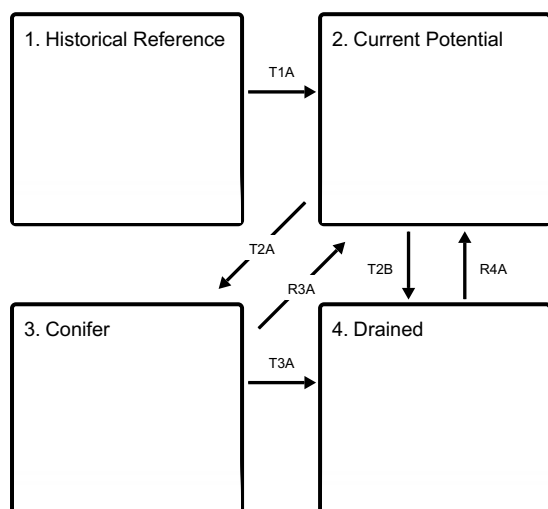 1. Historical Reference
T1A
2. Current Potential
T2A
R3A
T2B
R4A
3. Conifer
T3A
4. Drained